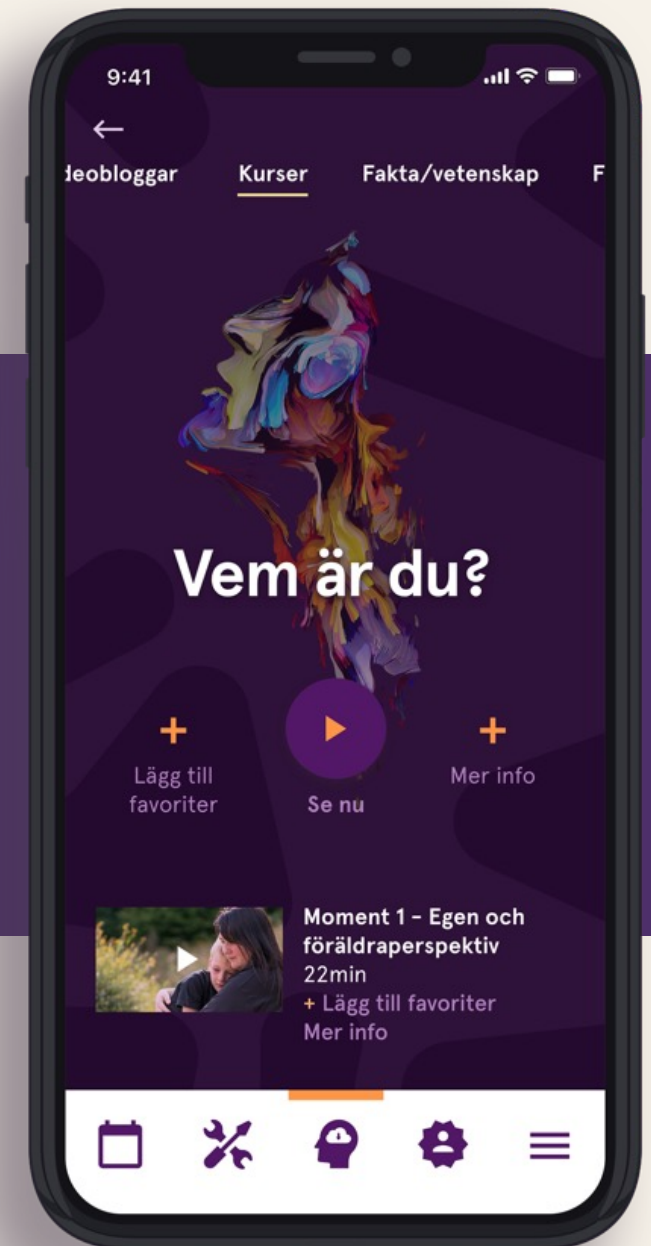 9:41
deobloggar Kurser Fakta/vetenskap F
Vem är du?
Lägg till
favoriter
Se nu
Mer info
Moment 1 – Egen och
föräldraperspektiv
22min
+ Lägg till favoriter
Mer info